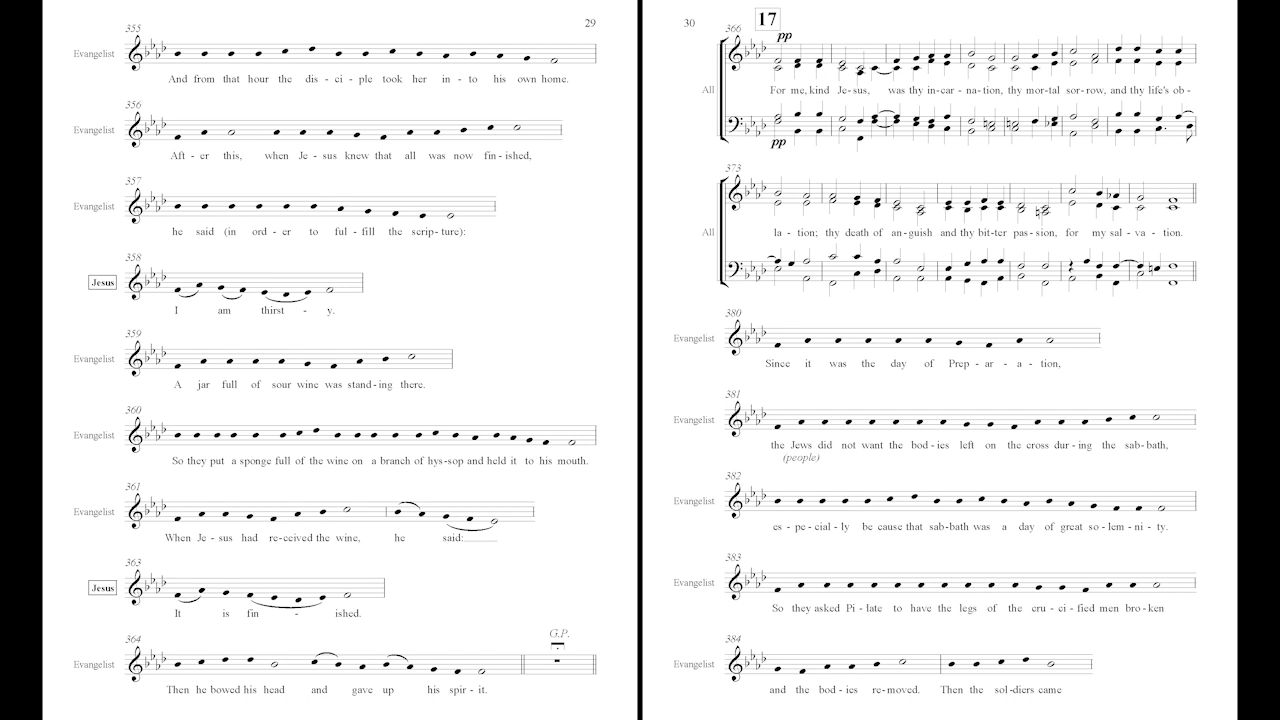 29
355
Evangelist
And from that hour the dis - ci - ple took her in - to his own home.
356
Evangelist
Aft - er this, when Je - sus knew that all was now fin - ished,
357
Evangelist
he said (in ord - er to ful - fill the scrip - ture):
358
Jesus
I am thirst - y.
359
Evangelist
A jar full of sour wine was stand - ing there.
360
Evangelist
So they put a sponge full of the wine on a branch of hys - sop and held it to his mouth.
361
Evangelist
When Je - sus had re - ceived the wine, he said:
363
Jesus
It is fin - ished.
364
G.P.
Evangelist
Then he bowed his head and gave up his spir - it.
30
17
366
pp
All
For me, kind Je - sus, was thy in - car - na - tion, thy mor - tal sor - row, and thy life's ob -
pp
373
All
la - tion; thy death of an - guish and thy bit - ter pas - sion, for my sal - va - tion.
380
Evangelist
Since it was the day of Prep - ar - a - tion,
381
Evangelist
the Jews did not want the bod - ies left on the cross dur - ing the sab - bath,
(people)
382
Evangelist
es - pe - cial - ly be cause that sab - bath was a day of great so - lem - ni - ty.
383
Evangelist
So they asked Pi - late to have the legs of the cru - ci - fied men bro - ken
384
Evangelist
and the bod - ies re - moved. Then the sol - diers came